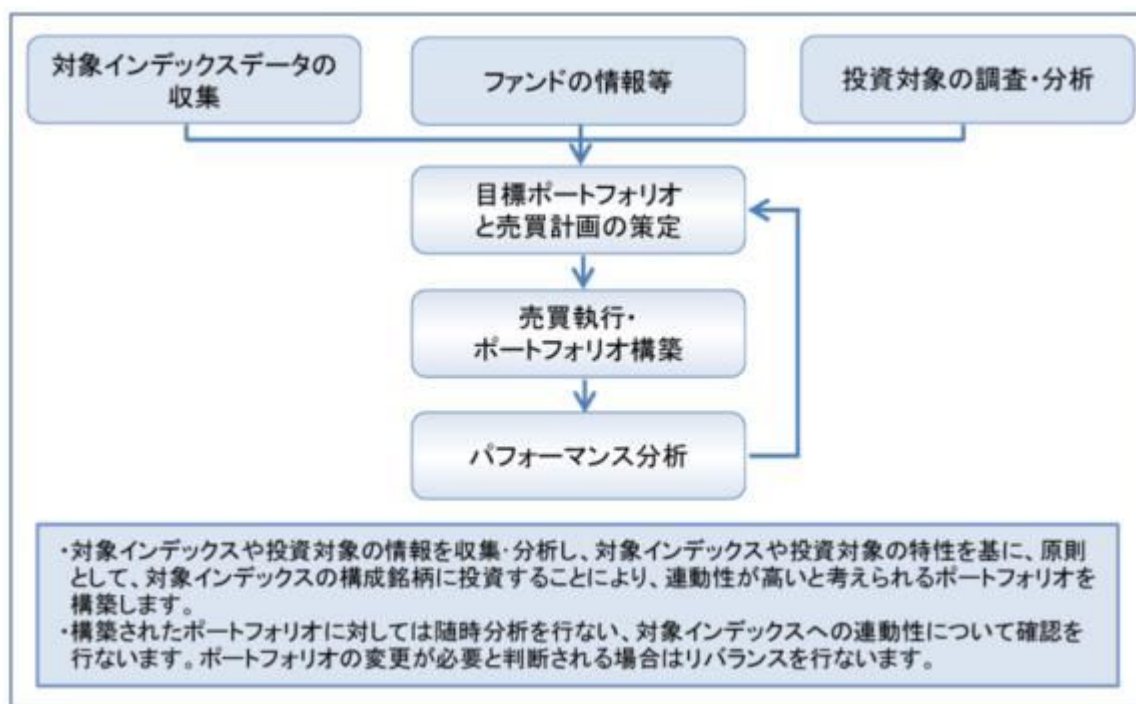 対象インデックスデータの
収集
ファンドの情報等
投資対象の調査・分析
目標ポートフォリオ
と売買計画の策定
売買執行・
ポートフォリオ構築
パフォーマンス分析
・対象インデックスや投資対象の情報を収集・分析し、対象インデックスや投資対象の特性を基に、原則
として、対象インデックスの構成銘柄に投資することにより、連動性が高いと考えられるポートフォリオを
構築します。
・構築されたポートフォリオに対しては随時分析を行ない、対象インデックスへの連動性について確認を
行ないます。ポートフォリオの変更が必要と判断される場合はリバランスを行ないます。